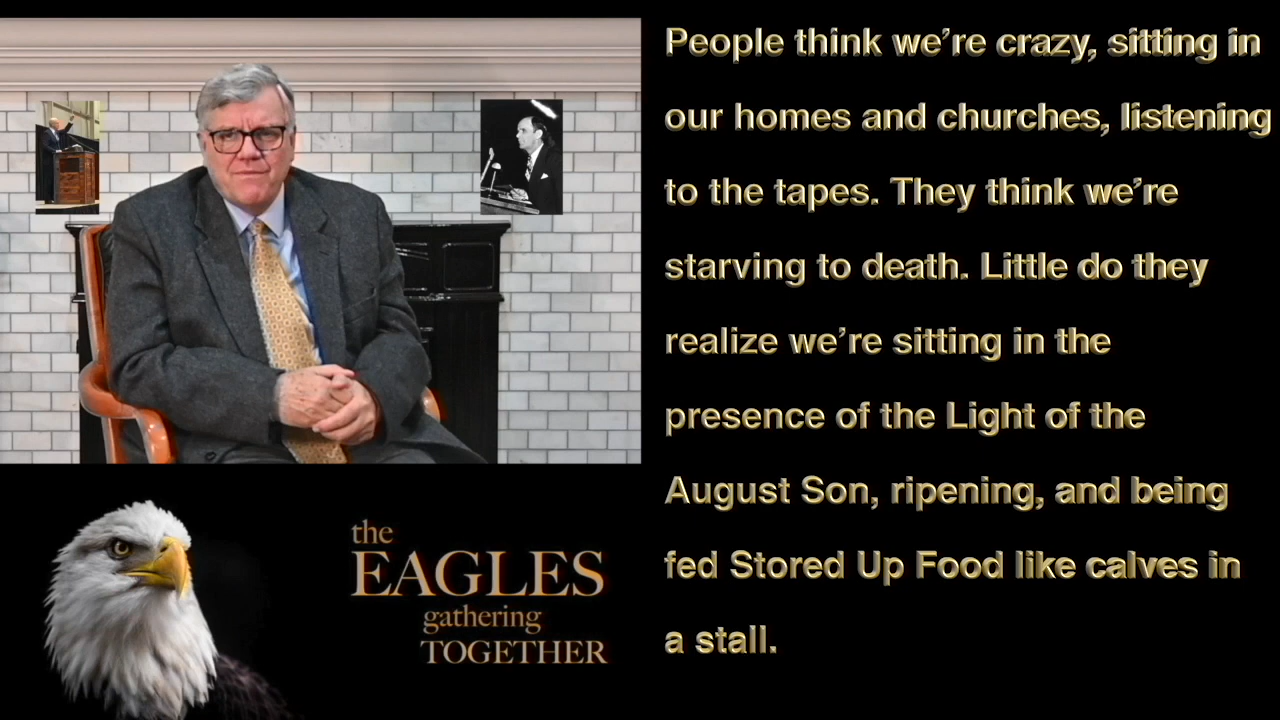 People think we're crazy, sitting in
our homes and churches, listening
to the tapes. They think we're
starving to death. Little do they
realize we're sitting in the
presence of the Light of the
August Son, ripening, and being
fed Stored Up Food like calves in
a stall.
the
EAGLES
gathering
TOGETHER